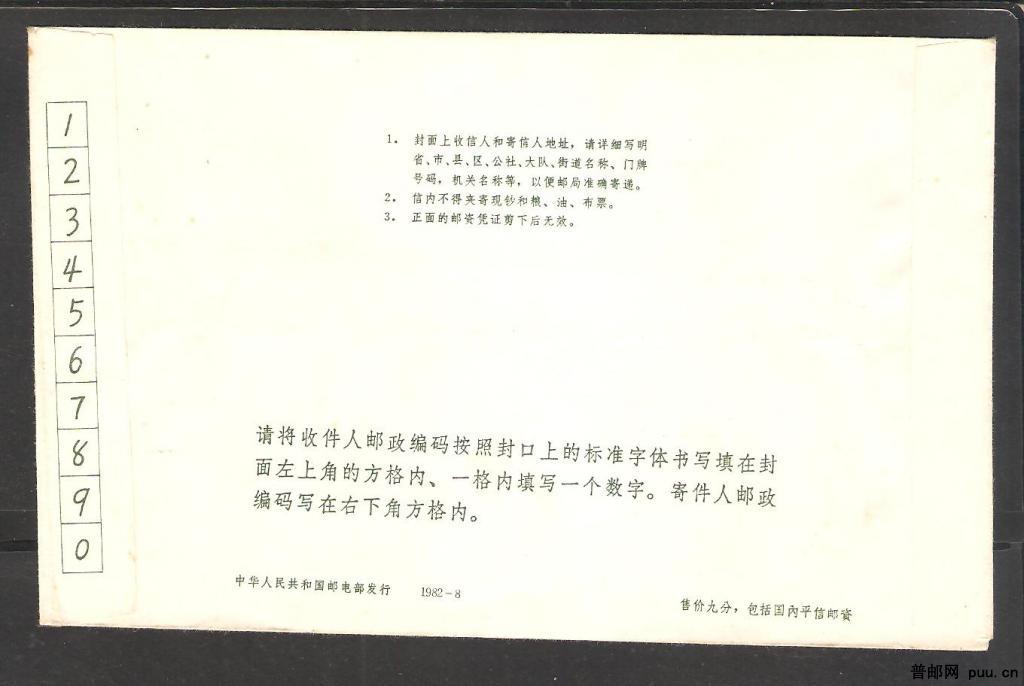 1
2
3
4
5
6
7
8
9
0
1. 封面上收信人和寄信人地址，请详细写明
省、市、县、区、公社、大队、街道名称、门牌
号码，机关名称等，以便邮局准确寄递。
2. 信内不得夹寄现钞和粮、油、布票。
3. 正面的邮资凭证剪下后无效。
请将收件人邮政编码按照封口上的标准字体书写填在封
面左上角的方格内、一格内填写一个数字。寄件人邮政
编码写在右下角方格内。
中华人民共和国邮电部发行 1982-8
售价九分，包括国内平信邮资
普邮网 puu.cn